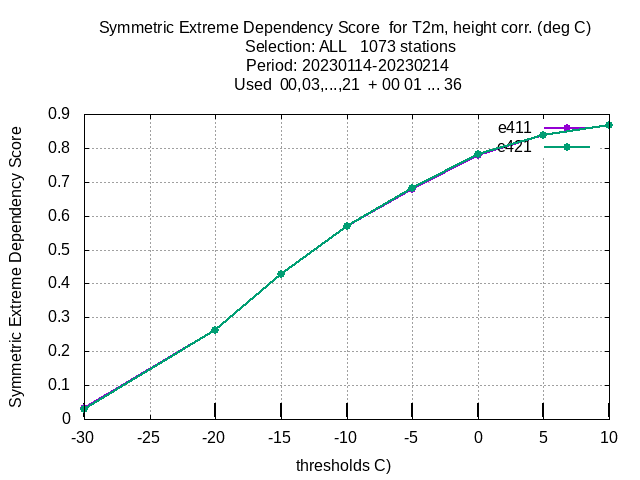 Symmetric Extreme Dependency Score  for T2m, height corr. (deg C)
Selection: ALL   1073 stations
Period: 20230114-20230214
Used  00,03,...,21  + 00 01 ... 36
Symmetric Extreme Dependency Score
0.9
0.8
0.7
0.6
0.5
0.4
0.3
0.2
0.1
0
e411
e421
-30 -25 -20 -15 -10 -5 0 5 10
thresholds C)